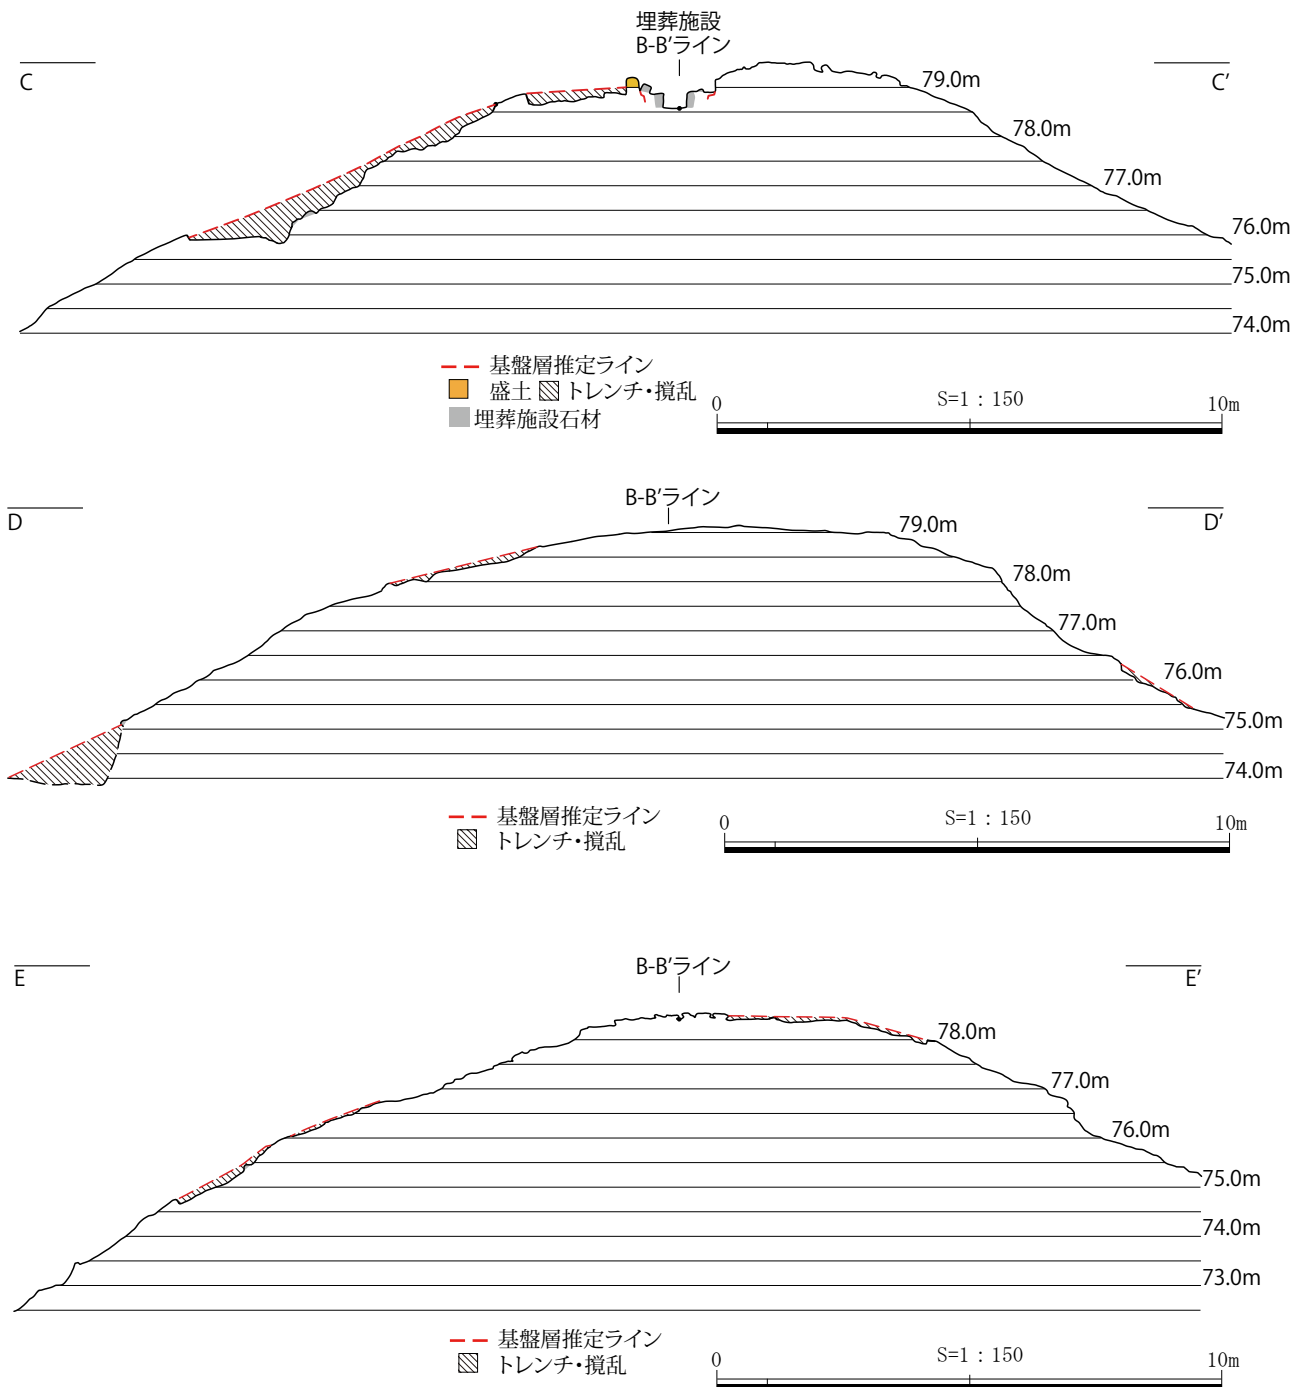 埋葬施設
B-B’ライン
C
C’
79.0m
78.0m
77.0m
76.0m
75.0m
74.0m
基盤層推定ライン
盛土 トレンチ・撹乱
埋葬施設石材
0 S=1：150 10m
B-B’ライン
D
D’
79.0m
78.0m
77.0m
76.0m
75.0m
74.0m
基盤層推定ライン
トレンチ・撹乱
0 S=1：150 10m
B-B’ライン
E
E’
78.0m
77.0m
76.0m
75.0m
74.0m
73.0m
基盤層推定ライン
トレンチ・撹乱
0 S=1：150 10m